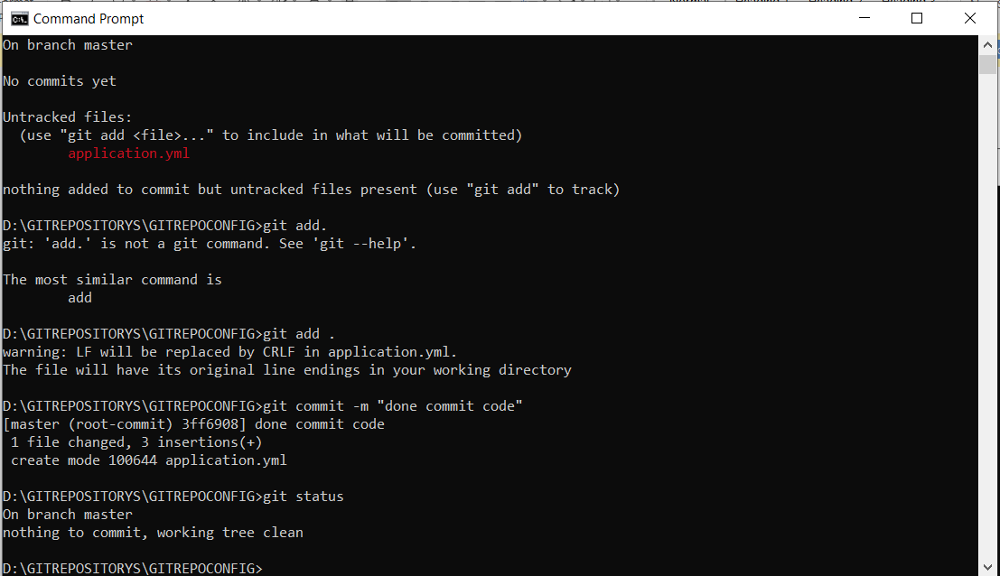 Command Prompt
On branch master
No commits yet
Untracked files:
(use "git add <file>..." to include in what will be committed)
application.yml
nothing added to commit but untracked files present (use "git add" to track)
D:\GITREPOSITORYS\GITREPOCONFIG>git add.
git: 'add.' is not a git command. See 'git --help'.
The most similar command is
add
D:\GITREPOSITORYS\GITREPOCONFIG>git add .
warning: LF will be replaced by CRLF in application.yml.
The file will have its original line endings in your working directory
D:\GITREPOSITORYS\GITREPOCONFIG>git commit -m "done commit code"
[master (root-commit) 3ff6908] done commit code
1 file changed, 3 insertions(+)
create mode 100644 application.yml
D:\GITREPOSITORYS\GITREPOCONFIG>git status
On branch master
nothing to commit, working tree clean
D:\GITREPOSITORYS\GITREPOCONFIG>